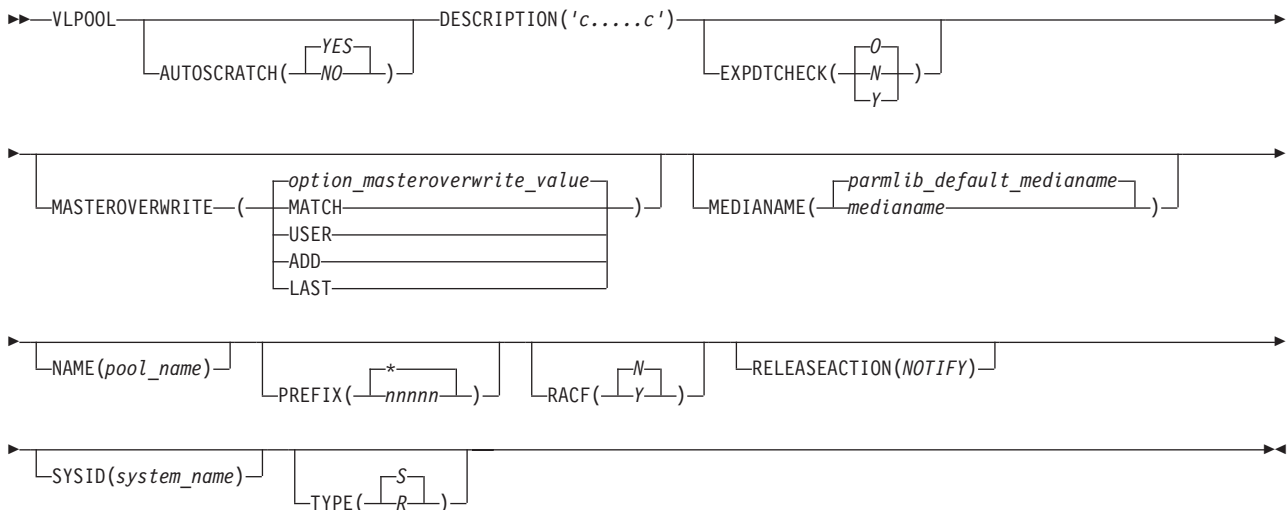 VLPOOL DESCRIPTION('c.....c')
YES
AUTOSCRATCH( NO )
O
EXPDTCHECK( N )
Y
option_masteroverwrite_value
MASTEROVERWRITE ( MATCH )
USER
ADD
LAST
parmlib_default_medianame
MEDIANAME( medianame )
NAME(pool_name)
*
PREFIX( nnnnn )
N
RACF( Y )
RELEASEACTION(NOTIFY)
SYSID(system_name)
S
TYPE( R )